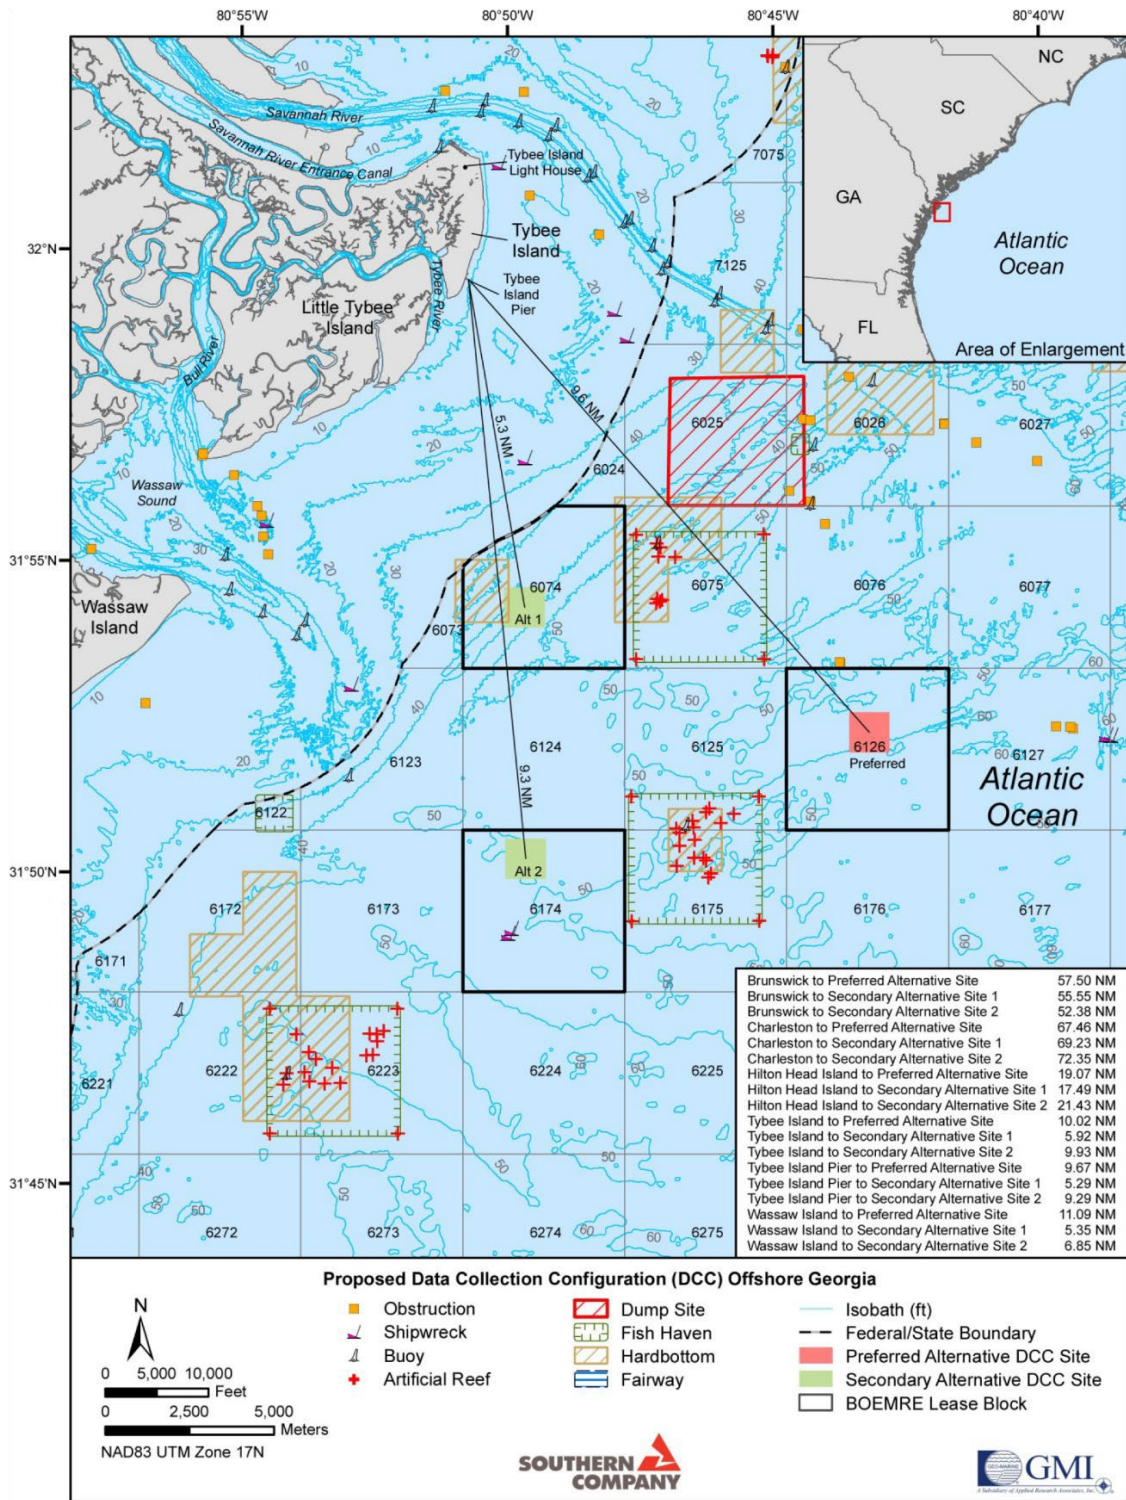 80°55'W
80°50'W
80°45'W
80°40'W
32°N
31°55'N
31°50'N
31°45'N
Savannah River
Savannah River Entrance Canal
Tybee Island
Light House
Tybee
Island
Tybee
Island
Pier
Tybee River
Little Tybee
Island
Bull River
Wassaw
Sound
Wassaw
Island
5.3 NM
9.6 NM
9.3 NM
NC
SC
GA
FL
Atlantic
Ocean
Area of Enlargement
7075
7125
6024
6025
6026
6027
6073
6074
Alt 1
6075
6076
6077
6122
6123
6124
6125
6126
Preferred
6127
Atlantic
Ocean
6171
6172
6173
Alt 2
6174
6175
6176
6177
6221
6222
6223
6224
6225
6272
6273
6274
6275
Brunswick to Preferred Alternative Site 57.50 NM
Brunswick to Secondary Alternative Site 1 55.55 NM
Brunswick to Secondary Alternative Site 2 52.38 NM
Charleston to Preferred Alternative Site 67.46 NM
Charleston to Secondary Alternative Site 1 69.23 NM
Charleston to Secondary Alternative Site 2 72.35 NM
Hilton Head Island to Preferred Alternative Site 19.07 NM
Hilton Head Island to Secondary Alternative Site 1 17.49 NM
Hilton Head Island to Secondary Alternative Site 2 21.43 NM
Tybee Island to Preferred Alternative Site 10.02 NM
Tybee Island to Secondary Alternative Site 1 5.92 NM
Tybee Island to Secondary Alternative Site 2 9.93 NM
Tybee Island Pier to Preferred Alternative Site 9.67 NM
Tybee Island Pier to Secondary Alternative Site 1 5.29 NM
Tybee Island Pier to Secondary Alternative Site 2 9.29 NM
Wassaw Island to Preferred Alternative Site 11.09 NM
Wassaw Island to Secondary Alternative Site 1 5.35 NM
Wassaw Island to Secondary Alternative Site 2 6.85 NM
Proposed Data Collection Configuration (DCC) Offshore Georgia
N
0 5,000 10,000
Feet
0 2,500 5,000
Meters
NAD83 UTM Zone 17N
Obstruction
Shipwreck
Buoy
Artificial Reef
Dump Site
Fish Haven
Hardbottom
Fairway
Isobath (ft)
Federal/State Boundary
Preferred Alternative DCC Site
Secondary Alternative DCC Site
BOEMRE Lease Block
SOUTHERN
COMPANY
GEO-MARINE
GMI
A Subsidiary of Applied Research Associates, Inc.